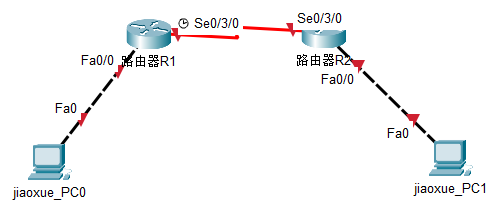 Se0/3/0
Se0/3/0
路由器R1
路由器R2
Fa0/0
Fa0/0
Fa0
Fa0
jiaoxue_PC0
jiaoxue_PC1